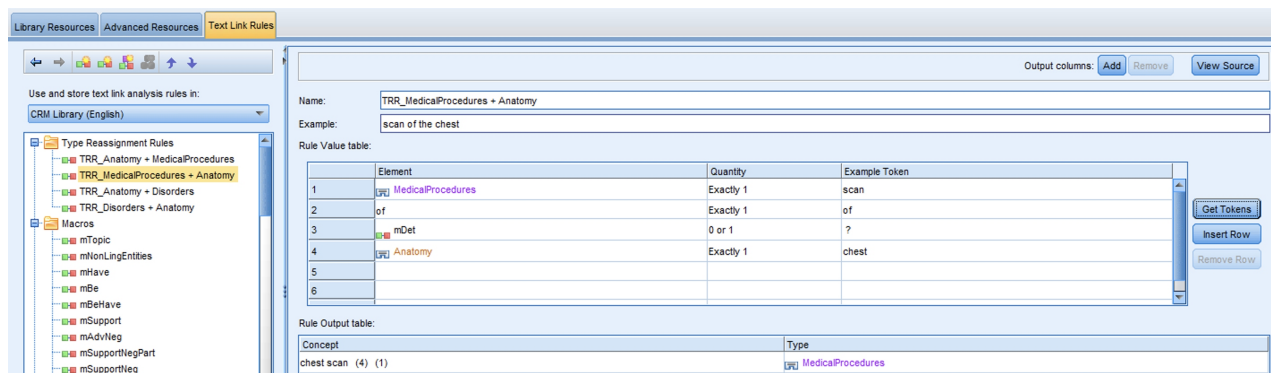 Library Resources Advanced Resources Text Link Rules
Output columns: Add Remove View Source
Use and store text link analysis rules in:
CRM Library (English)
Type Reassignment Rules
TRR_Anatomy + MedicalProcedures
TRR_MedicalProcedures + Anatomy
TRR_Anatomy + Disorders
TRR_Disorders + Anatomy
Macros
mTopic
mNonLingEntities
mHave
mBe
mBeHave
mSupport
mAdvNeg
mSupportNegPart
mSupportNeg
Name: TRR_MedicalProcedures + Anatomy
Example: scan of the chest
Rule Value table:
Element Quantity Example Token
1 MedicalProcedures Exactly 1 scan
2 of Exactly 1 of
3 mDet 0 or 1 ?
4 Anatomy Exactly 1 chest
5
6
Get Tokens
Insert Row
Remove Row
Rule Output table:
Concept Type
chest scan (4) (1) MedicalProcedures